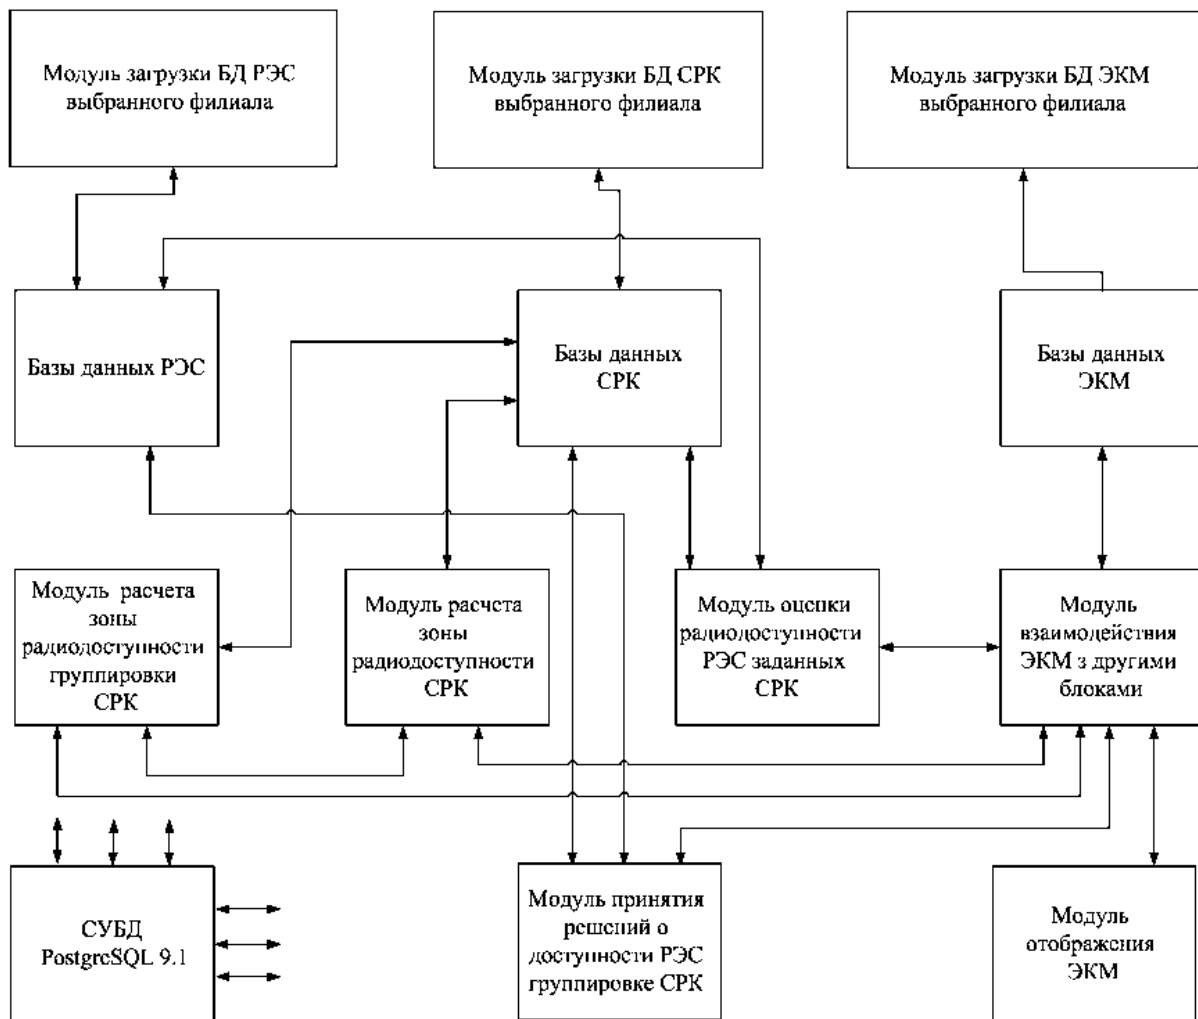 Модуль загрузки БД РЭС
выбранного филиала
Модуль загрузки БД СРК
выбранного филиала
Модуль загрузки БД ЭКМ
выбранного филиала
Базы данных РЭС
Базы данных
СРК
Базы данных
ЭКМ
Модуль расчета
зоны
радиодоступности
группировки
СРК
Модуль расчета
зоны
радиодоступности
СРК
Модуль оценки
радиодоступности
РЭС заданных
СРК
Модуль
взаимодействия
ЭКМ з другими
блоками
СУБД
PostgreSQL 9.1
Модуль принятия
решений о
доступности РЭС
группировке СРК
Модуль
отображения
ЭКМ